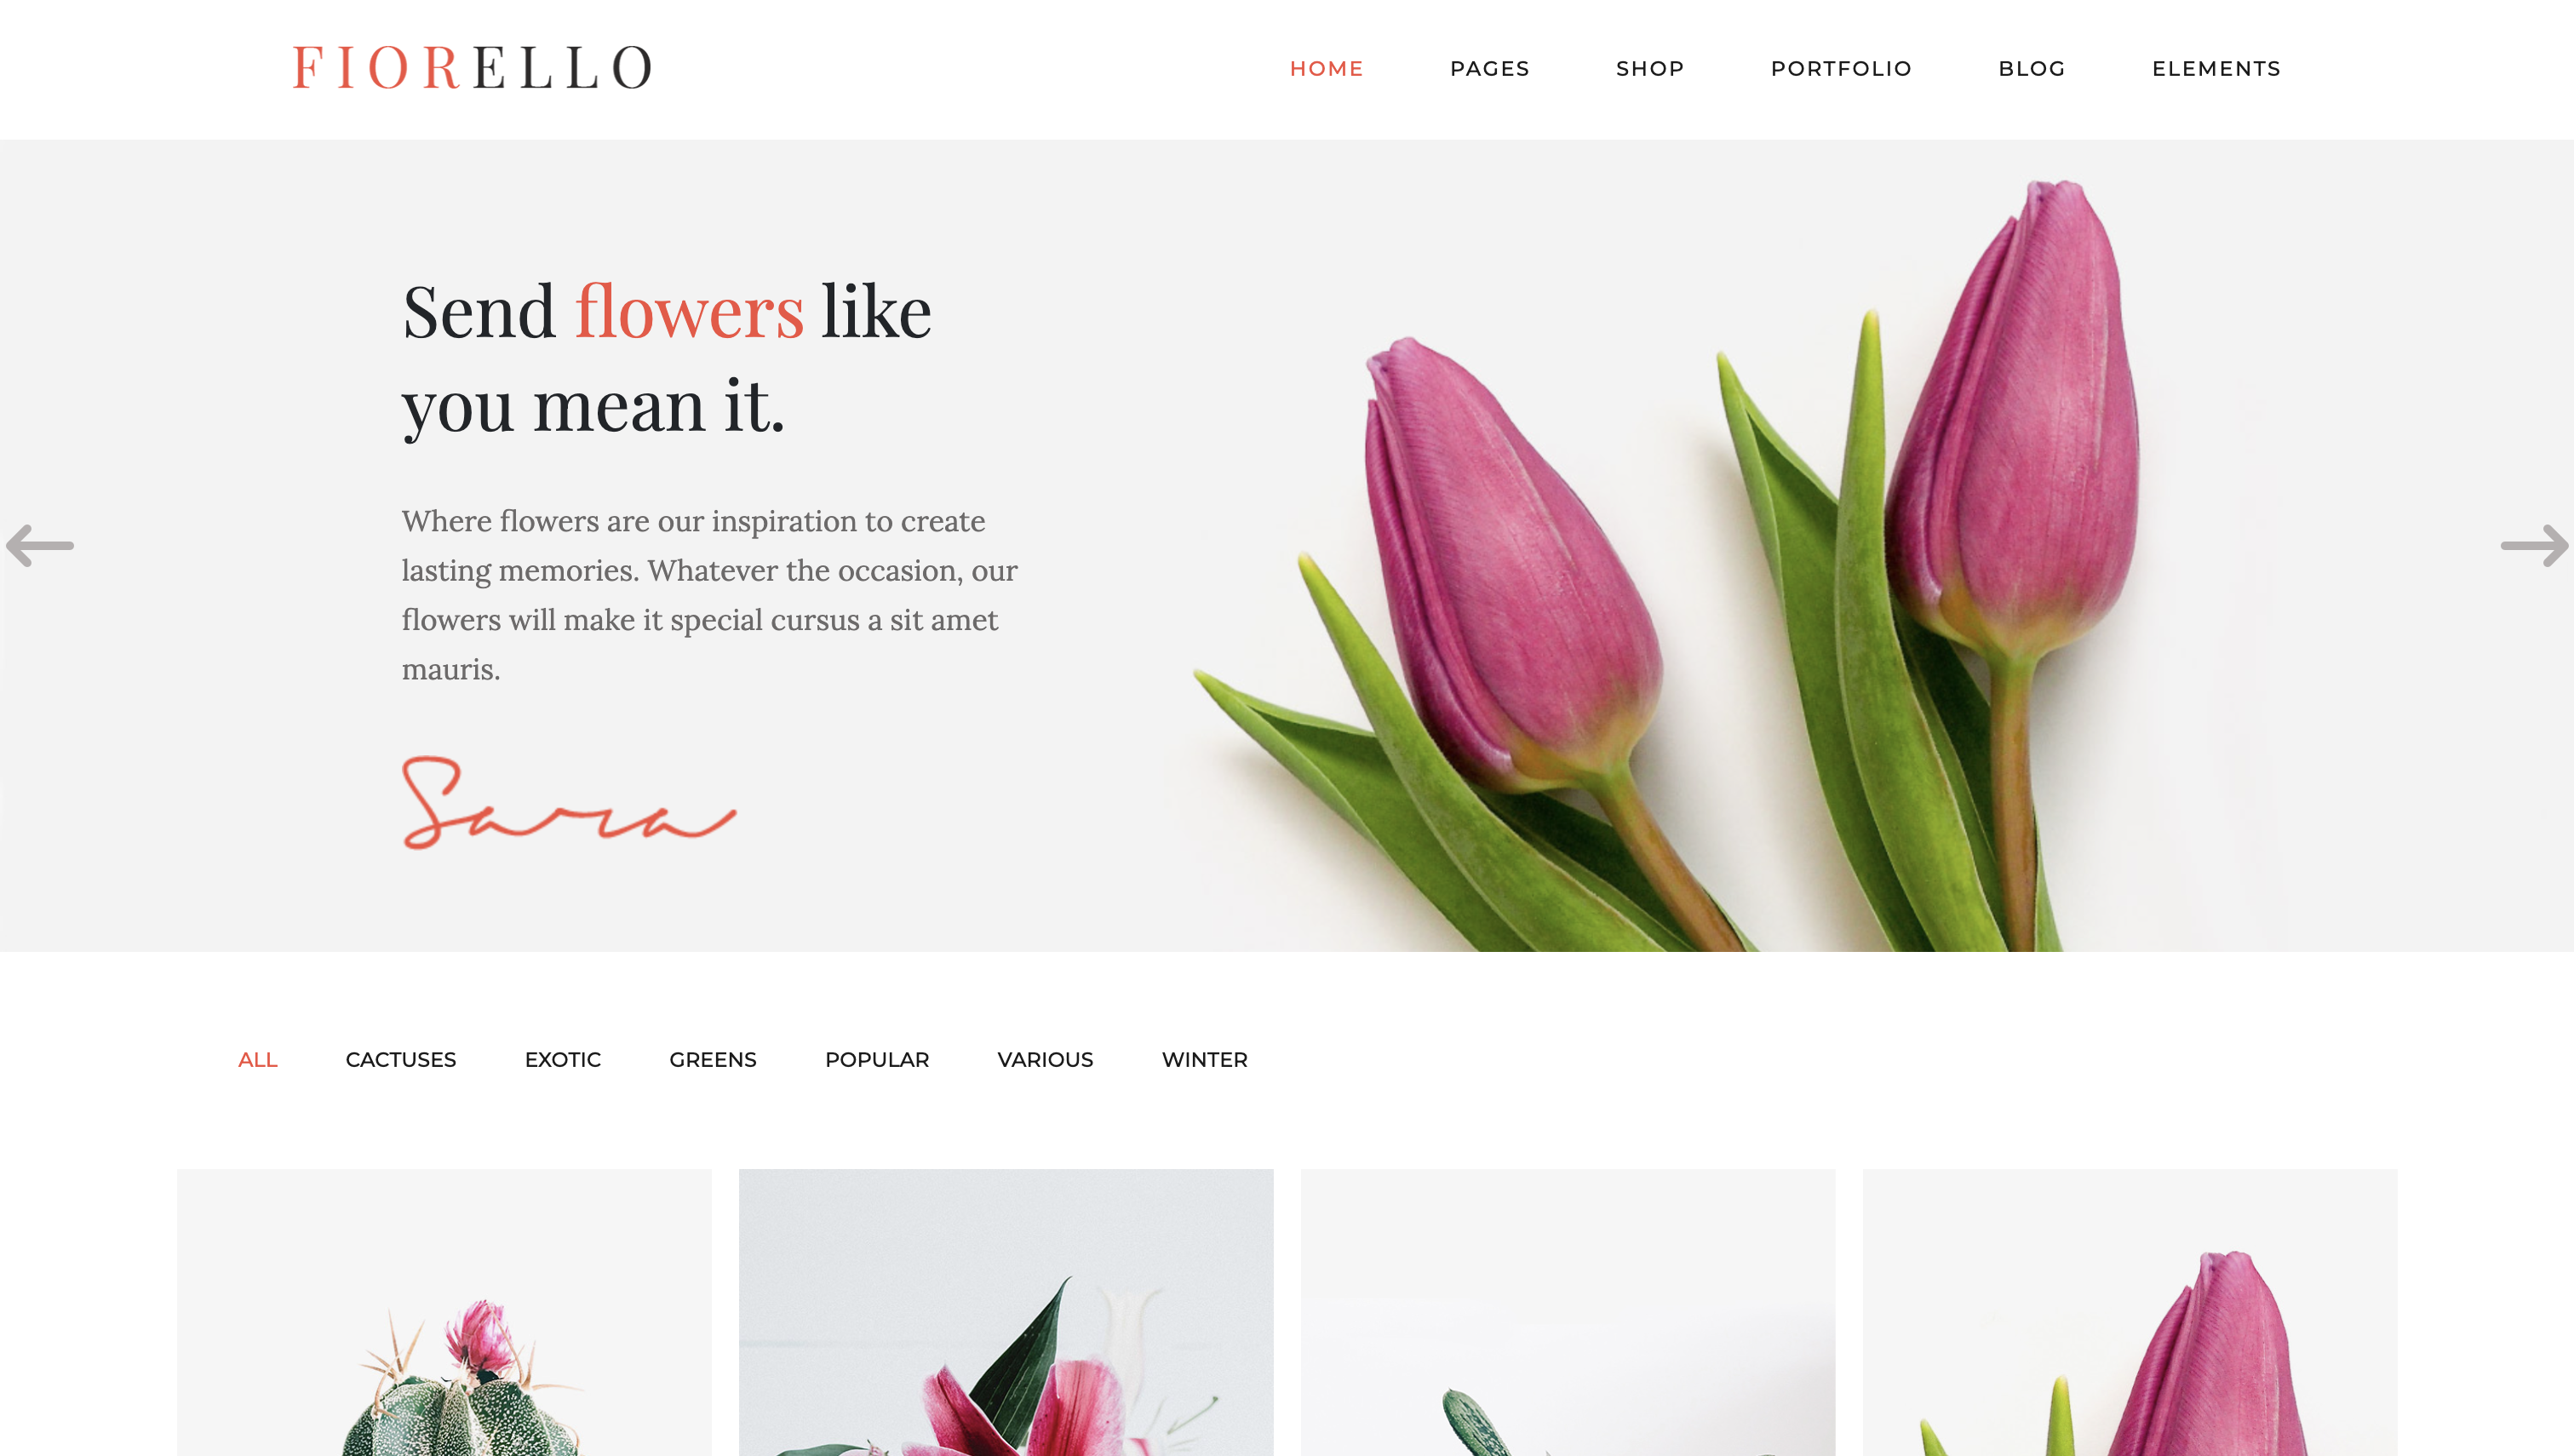 FIORELLO
HOME PAGES SHOP PORTFOLIO BLOG ELEMENTS
Send flowers like
you mean it.
Where flowers are our inspiration to create
lasting memories. Whatever the occasion, our
flowers will make it special cursus a sit amet
mauris.
Sara
ALL CACTUSES EXOTIC GREENS POPULAR VARIOUS WINTER